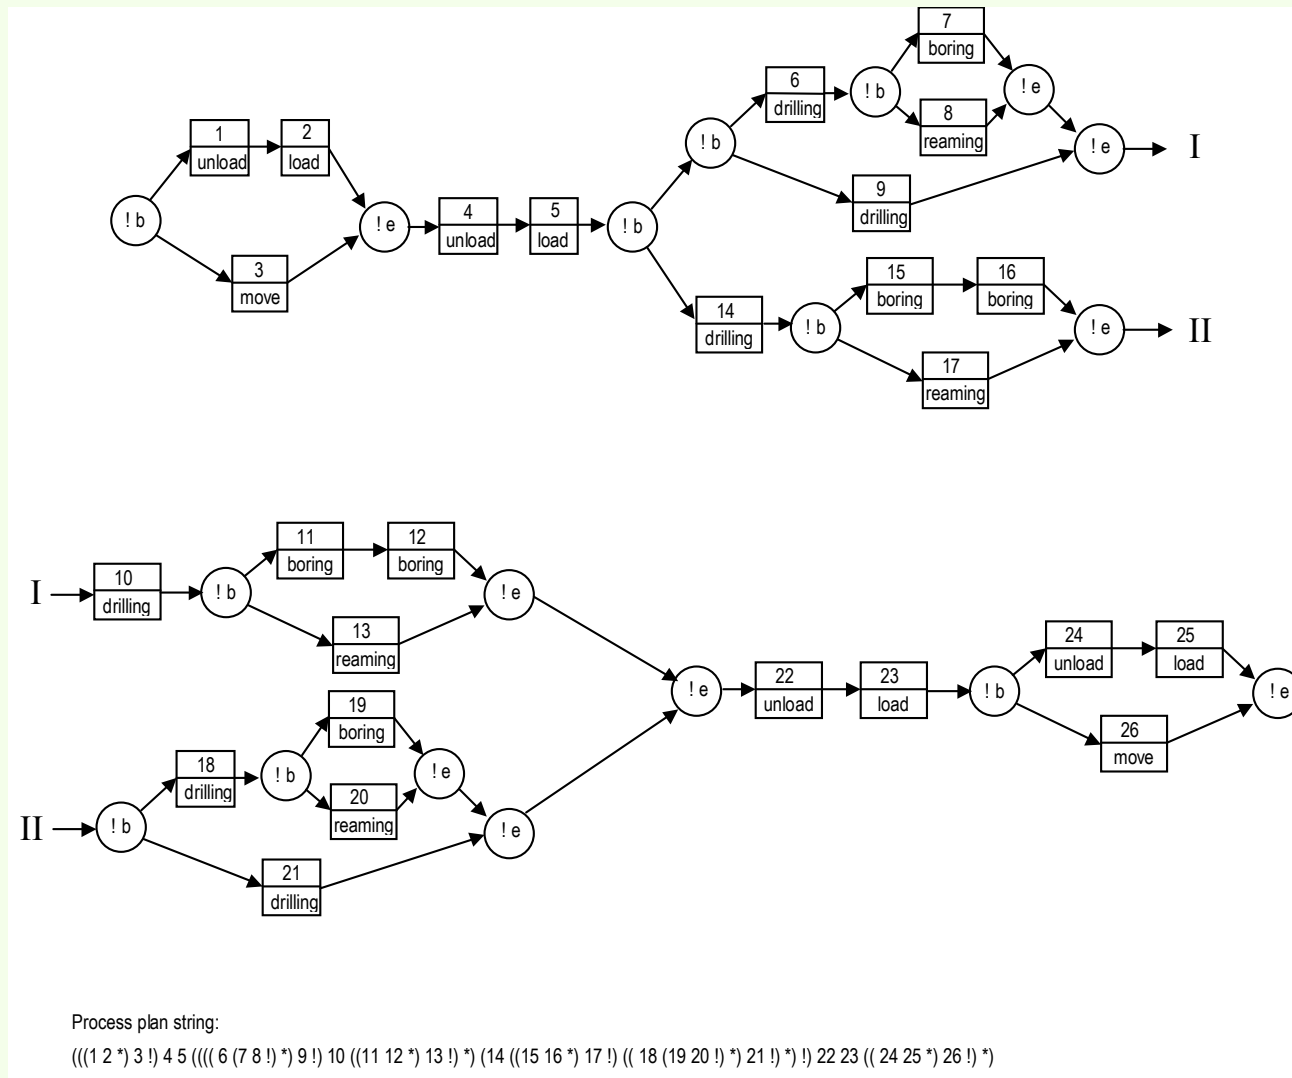 7
boring
6
drilling
! b
! e
8
reaming
! b
! e
I
9
drilling
1
unload
2
load
! b
! e
3
move
4
unload
5
load
! b
15
boring
16
boring
14
drilling
! b
! e
II
17
reaming
I
10
drilling
! b
11
boring
12
boring
! e
13
reaming
19
boring
18
drilling
! b
! e
20
reaming
II
! b
! e
21
drilling
! e
22
unload
23
load
! b
24
unload
25
load
! e
26
move
Process plan string:
(((1 2 *) 3 !) 4 5 (((( 6 (7 8 !) *) 9 !) 10 ((11 12 *) 13 !) *) (14 ((15 16 *) 17 !) (( 18 (19 20 !) *) 21 !) *) !) 22 23 (( 24 25 *) 26 !) *)